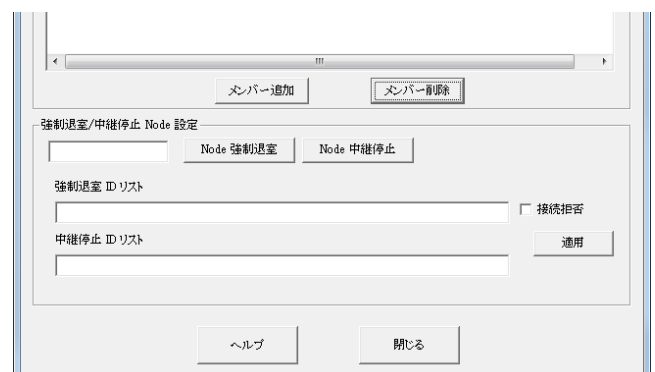 メンバー追加 メンバー削除
強制退室/中継停止 Node 設定
Node 強制退室 Node 中継停止
強制退室 ID リスト
接続拒否
中継停止 ID リスト
適用
ヘルプ 閉じる